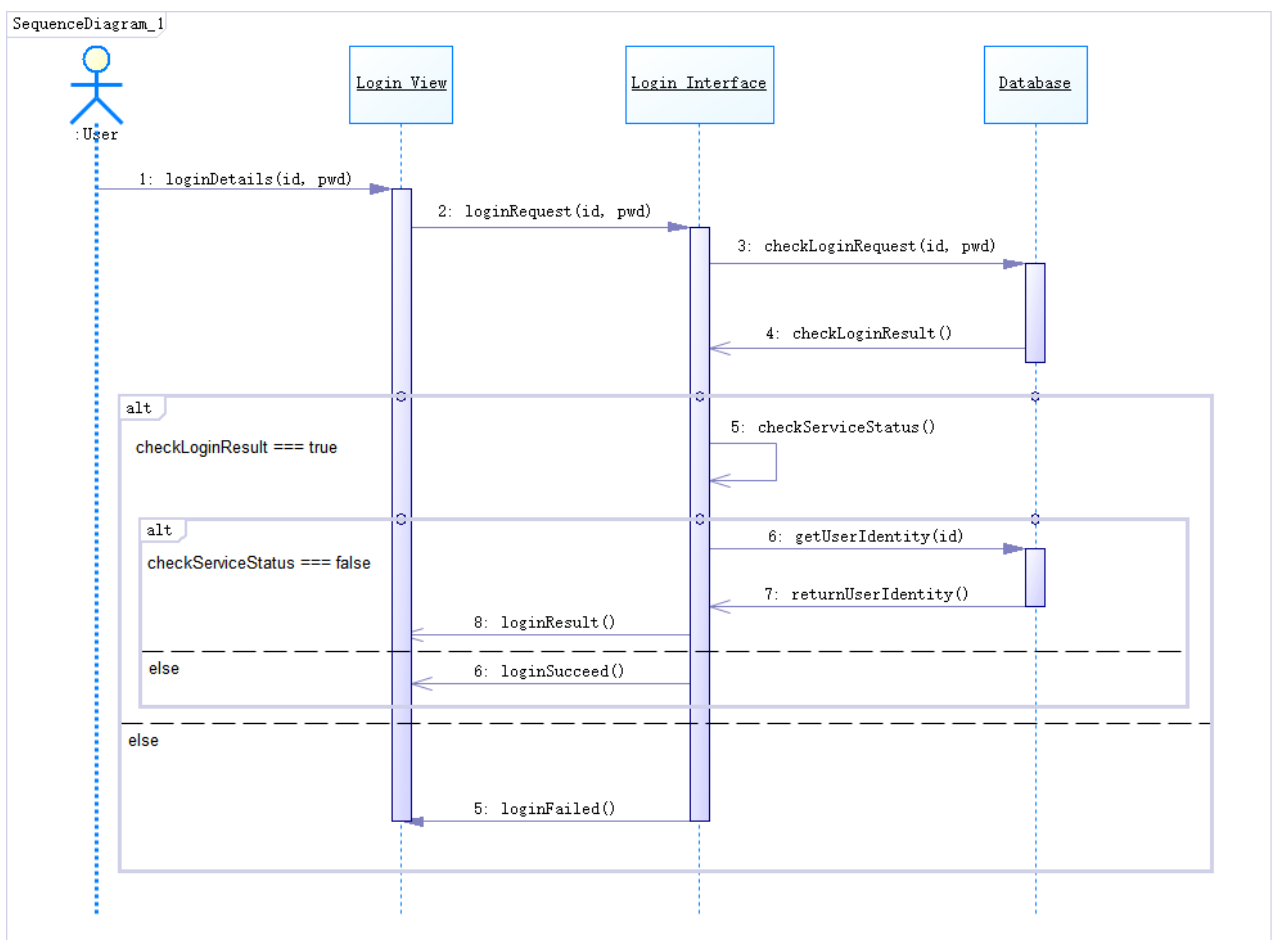 SequenceDiagram_1
Login View
Login Interface
Database
:User
1: loginDetails(id, pwd)
2: loginRequest(id, pwd)
3: checkLoginRequest(id, pwd)
4: checkLoginResult()
alt
5: checkServiceStatus()
checkLoginResult === true
alt
6: getUserIdentity(id)
checkServiceStatus === false
7: returnUserIdentity()
8: loginResult()
else
6: loginSucceed()
else
5: loginFailed()